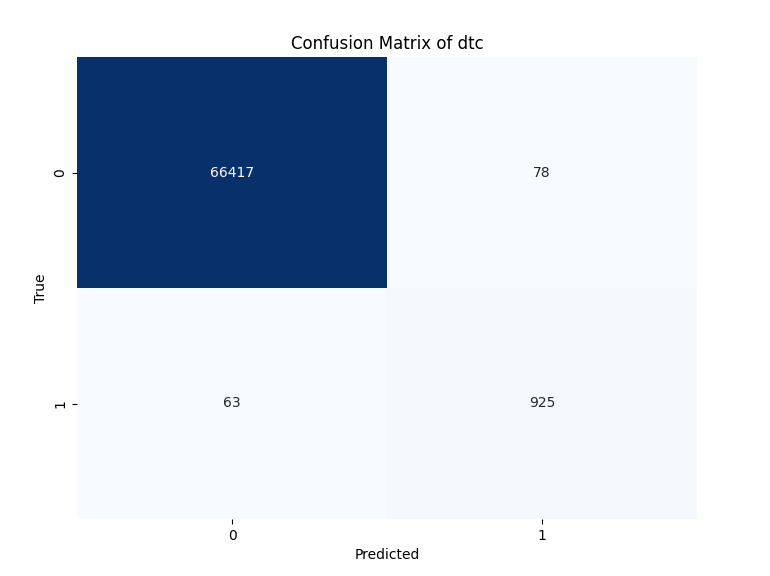 Confusion Matrix of dtc
0
66417
78
True
1
63
925
0
1
Predicted